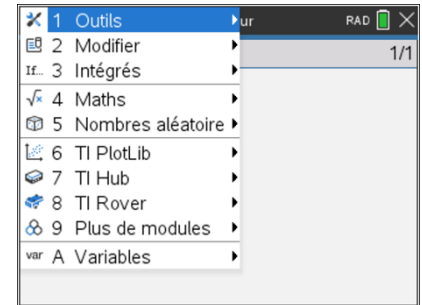 1 Outils ur RAD
2 Modifier 1/1
If... 3 Intégrés
√x 4 Maths
5 Nombres aléatoire
6 TI PlotLib
7 TI Hub
8 TI Rover
9 Plus de modules
var A Variables